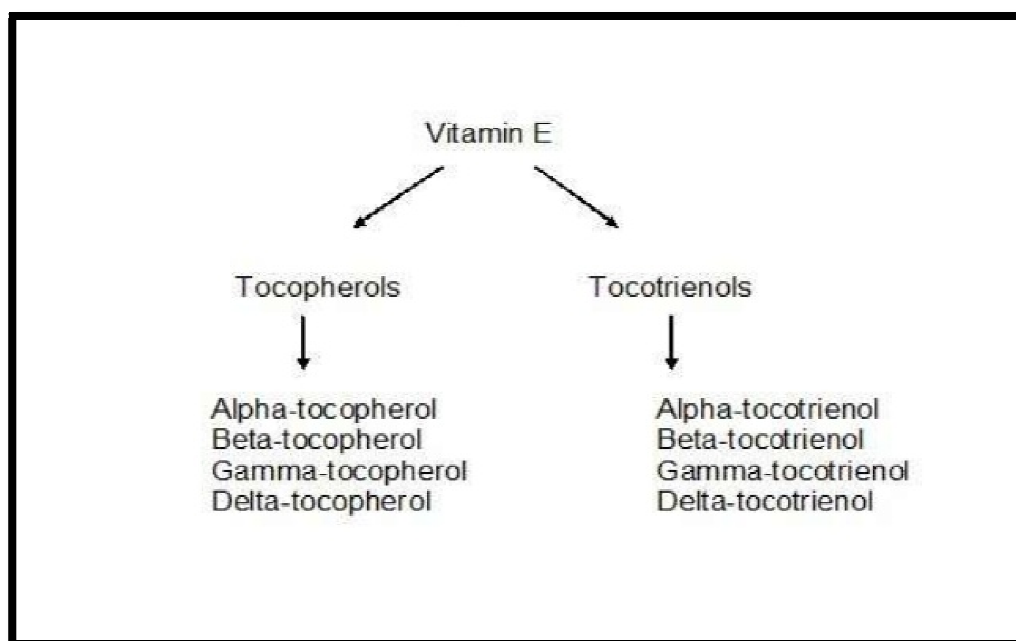 Vitamin E
Tocopherols
Tocotrienols
Alpha-tocopherol
Beta-tocopherol
Gamma-tocopherol
Delta-tocopherol
Alpha-tocotrienol
Beta-tocotrienol
Gamma-tocotrienol
Delta-tocotrienol